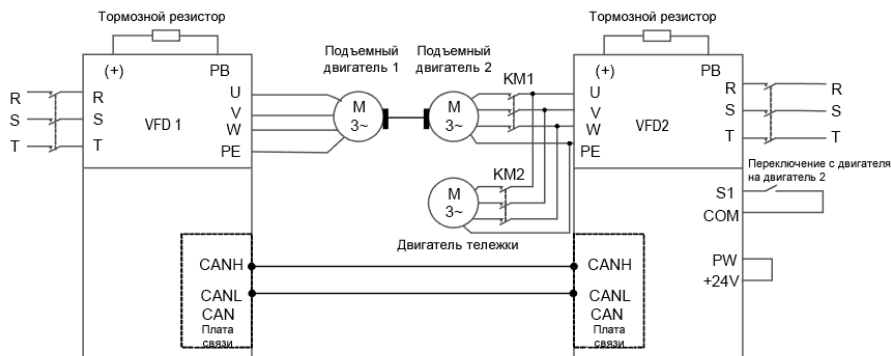 Тормозной резистор
Тормозной резистор
(+)
PB
Подъемный двигатель 1
Подъемный двигатель 2
KM1
(+)
PB
R
R
U
M
3~
M
3~
U
R
R
S
S
V
V
S
S
VFD 1
W
W
VFD2
T
T
T
T
PE
PE
KM2
Переключение с двигателя
на двигатель 2
M
3~
S1
COM
Двигатель тележки
CANH
CANH
PW
+24V
CANL
CANL
CAN
CAN
Плата
связи
Плата
связи